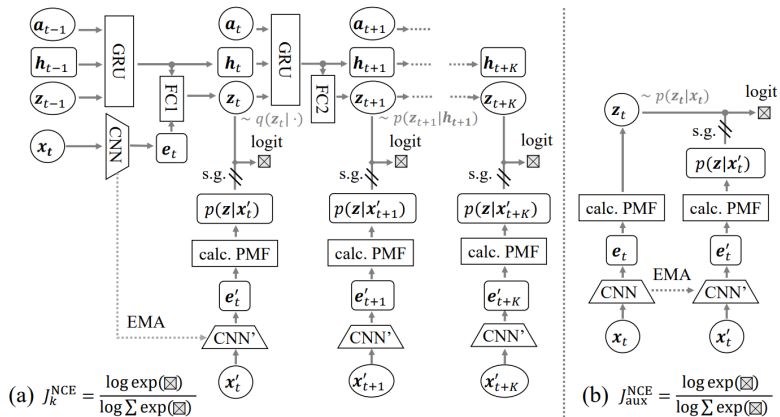 a_{t-1} a_t a_{t+1}
GRU GRU
h_{t-1} h_t h_{t+1} h_{t+K}
FC1 FC2
z_{t-1} z_t z_{t+1} z_{t+K}
~ q(z_t| ·) ~ p(z_{t+1}|h_{t+1})
x_t CNN e_t
logit logit logit
s.g. s.g. s.g.
p(z|x'_t) p(z|x'_{t+1}) p(z|x'_{t+K})
calc. PMF calc. PMF calc. PMF
e'_t e'_{t+1} e'_{t+K}
EMA
CNN' CNN' CNN'
x'_t x'_{t+1} x'_{t+K}
(a) J_k^{NCE} = log exp(☒) / log ∑ exp(☒)
z_t ~ p(z_t|x_t) logit
s.g.
p(z|x'_t)
calc. PMF calc. PMF
e_t e'_t
EMA
CNN CNN'
x_t x'_t
(b) J_{aux}^{NCE} = log exp(☒) / log ∑ exp(☒)